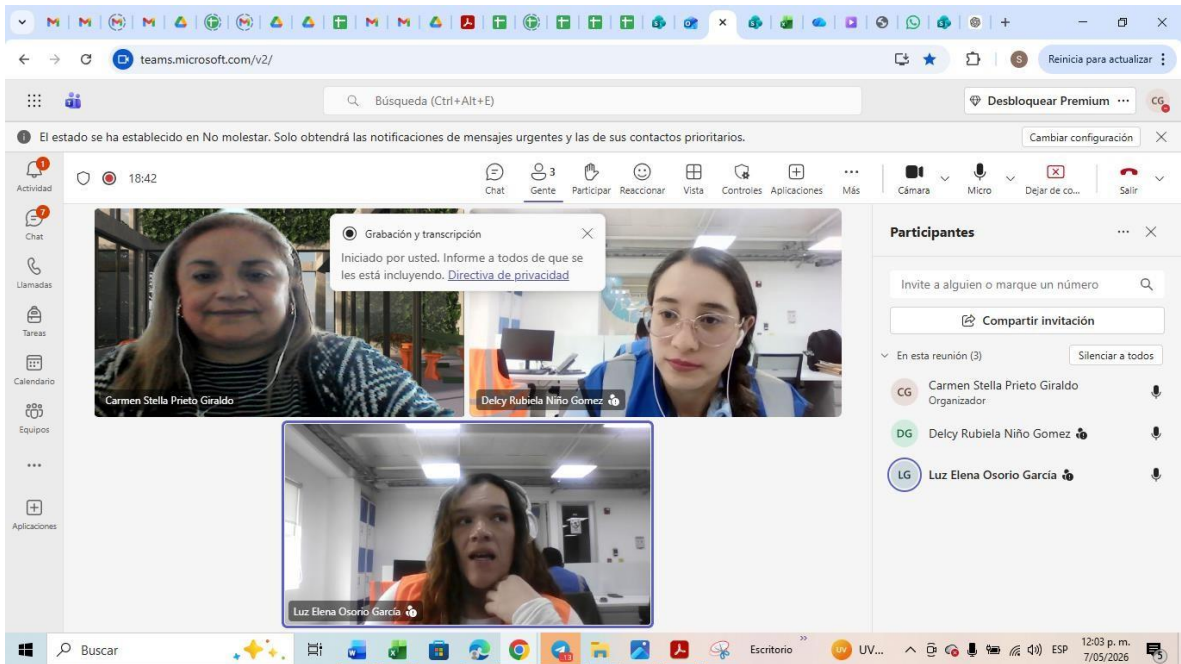 teams.microsoft.com/v2/
Reinicia para actualizar
S
Búsqueda (Ctrl+Alt+E)
Desbloquear Premium
CG
El estado se ha establecido en No molestar. Solo obtendrá las notificaciones de mensajes urgentes y las de sus contactos prioritarios.
Cambiar configuración
1
Actividad
7
Chat
Llamadas
Tareas
Calendario
Equipos
Aplicaciones
18:42
Chat
3
Gente
Participar
Reaccionar
Vista
Controles
Aplicaciones
Más
Cámara
Micro
Dejar de co...
Salir
Grabación y transcripción
Iniciado por usted. Informe a todos de que se
les está incluyendo. Directiva de privacidad
Carmen Stella Prieto Giraldo
Delcy Rubiela Niño Gomez
Luz Elena Osorio García
Participantes
Invite a alguien o marque un número
Compartir invitación
En esta reunión (3)
Silenciar a todos
CG
Carmen Stella Prieto Giraldo
Organizador
DG
Delcy Rubiela Niño Gomez
LG
Luz Elena Osorio García
Buscar
Escritorio
UV
UV...
ESP
12:03 p. m.
7/05/2026
5